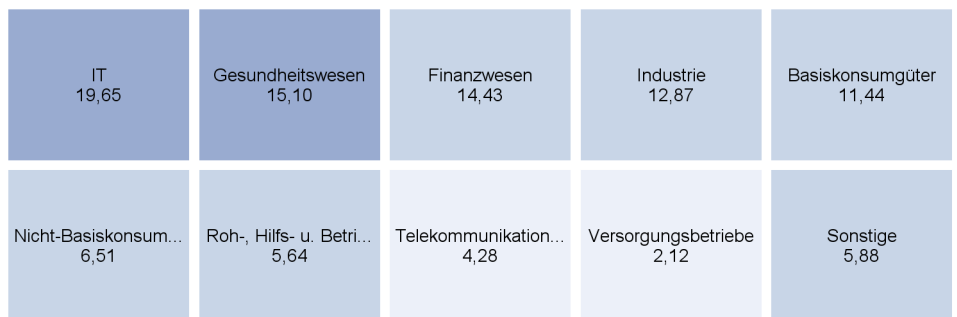 IT
19,65
Gesundheitswesen
15,10
Finanzwesen
14,43
Industrie
12,87
Basiskonsumgüter
11,44
Nicht-Basiskonsum...
6,51
Roh-, Hilfs- u. Betri...
5,64
Telekommunikation...
4,28
Versorgungsbetriebe
2,12
Sonstige
5,88